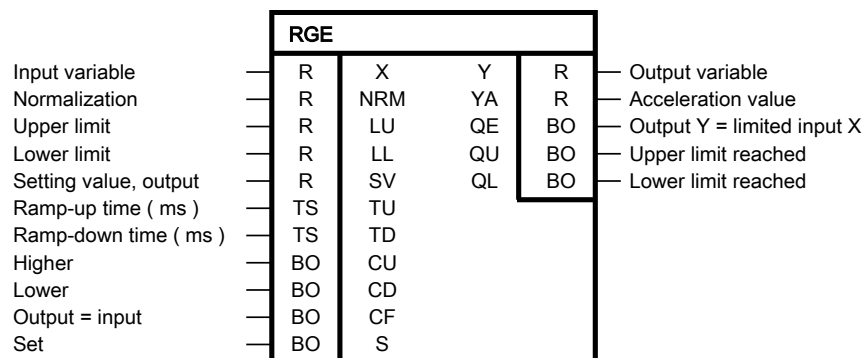 RGE
Input variable R X Y R Output variable
Normalization R NRM YA R Acceleration value
Upper limit R LU QE BO Output Y = limited input X
Lower limit R LL QU BO Upper limit reached
Setting value, output R SV QL BO Lower limit reached
Ramp-up time ( ms ) TS TU
Ramp-down time ( ms ) TS TD
Higher BO CU
Lower BO CD
Output = input BO CF
Set BO S